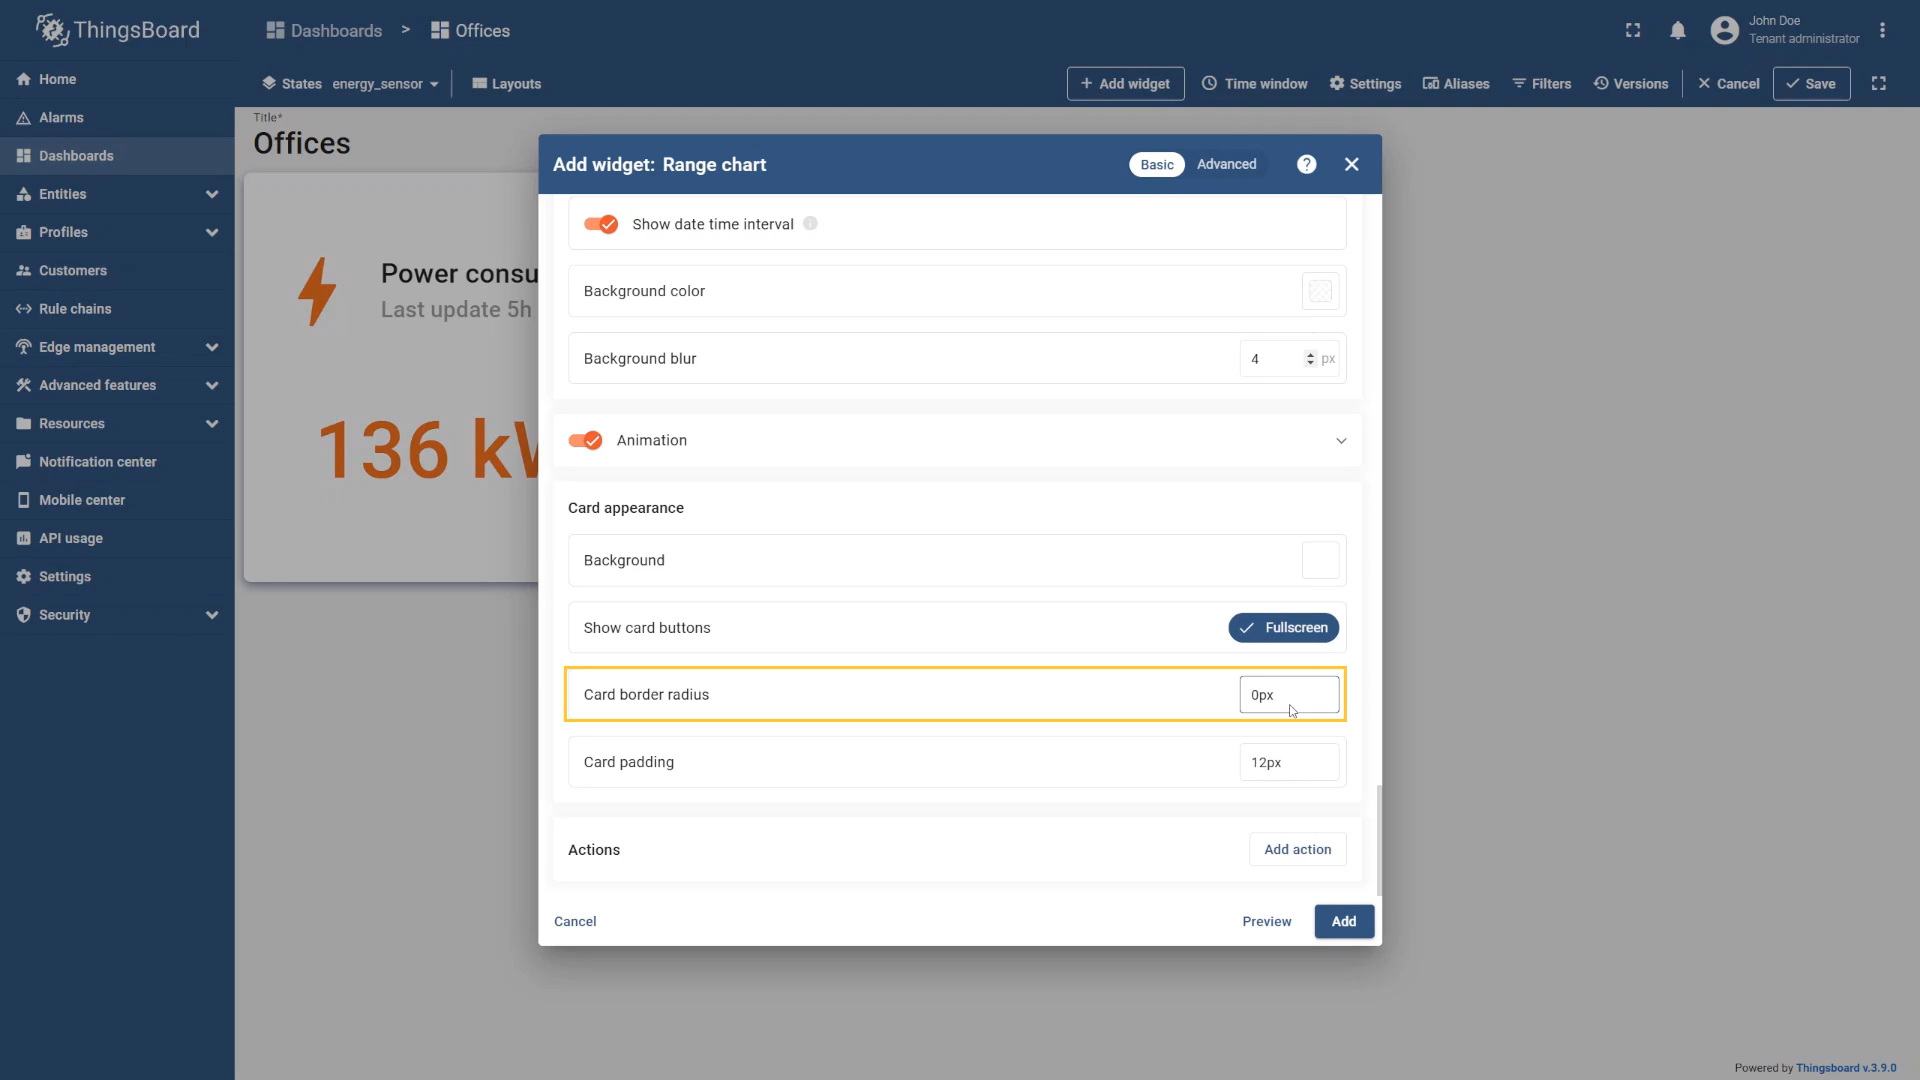 ThingsBoard
Dashboards > Offices
John Doe
Tenant administrator
States energy_sensor Layouts
+ Add widget Time window Settings Aliases Filters Versions Cancel Save
Home
Alarms
Dashboards
Entities
Profiles
Customers
Rule chains
Edge management
Advanced features
Resources
Notification center
Mobile center
API usage
Settings
Security
Title*
Offices
Power consu
Last update 5h
136 kW
Add widget: Range chart
Basic Advanced ?
Show date time interval
Background color
Background blur 4 px
Animation
Card appearance
Background
Show card buttons Fullscreen
Card border radius 0px
Card padding 12px
Actions Add action
Cancel Preview Add
Powered by Thingsboard v.3.9.0